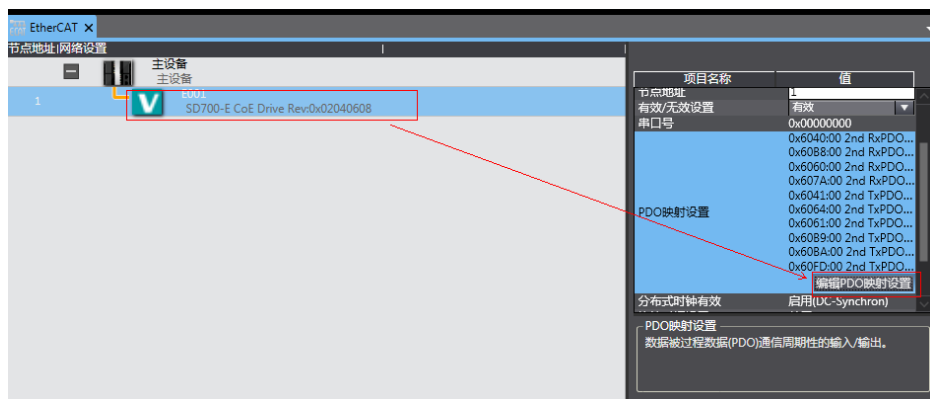 EtherCAT ×
节点地址|网络设置
主设备
主设备
1
E001
SD700-E CoE Drive Rev:0x02040608
项目名称 值
节点地址 1
有效/无效设置 有效
串口号 0x00000000
PDO映射设置
0x6040:00 2nd RxPDO...
0x60B8:00 2nd RxPDO...
0x6060:00 2nd RxPDO...
0x607A:00 2nd RxPDO...
0x6041:00 2nd TxPDO...
0x6064:00 2nd TxPDO...
0x6061:00 2nd TxPDO...
0x60B9:00 2nd TxPDO...
0x60BA:00 2nd TxPDO...
0x60FD:00 2nd TxPDO...
编辑PDO映射设置
分布式时钟有效 启用(DC-Synchron)
PDO映射设置
数据被过程数据(PDO)通信周期性的输入/输出。